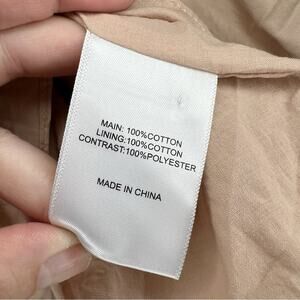 MAIN: 100%COTTON
LINING:100%COTTON
CONTRAST:100%POLYESTER
MADE IN CHINA